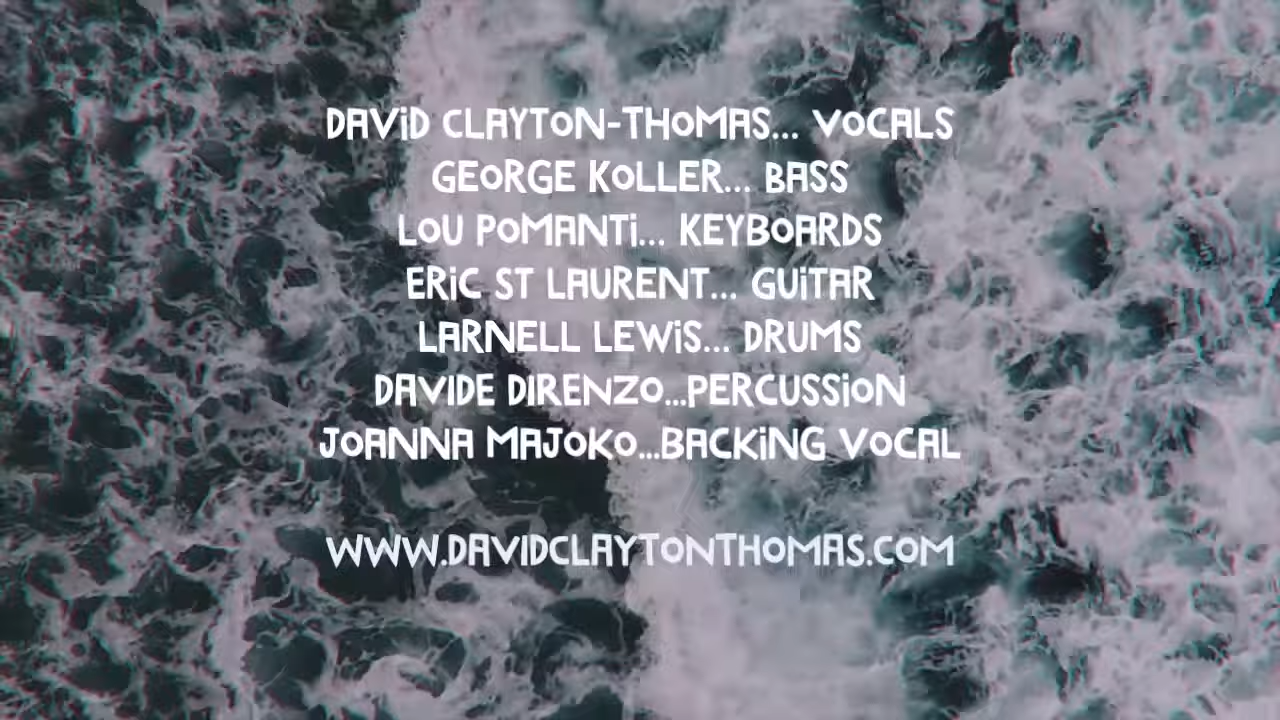 DAViD CLAYToN-THoMAS... VoCALS
GEoRGE KoLLER... BASS
LoU PoMANTi... KEYBoARDS
ERiC ST LAURENT... GUiTAR
LARNELL LEWiS... DRUMS
DAViDE DIRENZo...PERCUSSioN
JoANNA MAJoKo...BACKiNG VoCAL
WWW.DAVIDCLAYTONTHOMAS.COM